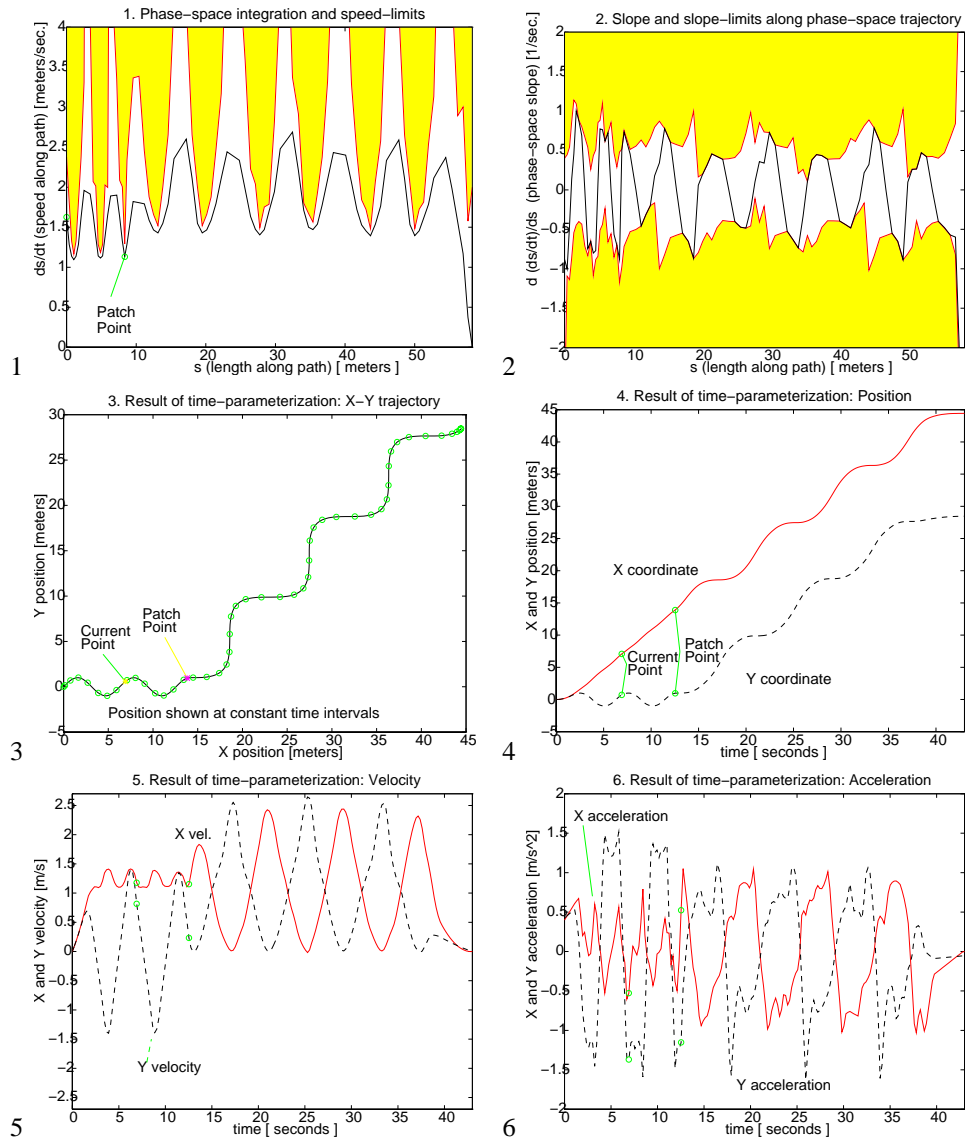 1. Phase-space integration and speed-limits
4
3.5
3
2.5
2
1.5
1
0.5
0
ds/dt (speed along path) [meters/sec.]
Patch
Point
0 10 20 30 40 50
s (length along path) [ meters ]
1
2. Slope and slope-limits along phase-space trajectory
2
1.5
1
0.5
0
-0.5
-1
-1.5
-2
d (ds/dt)/ds (phase-space slope) [1/sec]
0 10 20 30 40 50
s (length along path) [ meters ]
2
3. Result of time-parameterization: X-Y trajectory
30
25
20
15
10
5
0
-5
Y position [meters]
Current
Point
Patch
Point
Position shown at constant time intervals
0 5 10 15 20 25 30 35 40 45
X position [meters]
3
4. Result of time-parameterization: Position
45
40
35
30
25
20
15
10
5
0
-5
X and Y position [meters]
X coordinate
Patch
Point
Current
Point
Y coordinate
0 5 10 15 20 25 30 35 40
time [ seconds ]
4
5. Result of time-parameterization: Velocity
2.5
2
1.5
1
0.5
0
-0.5
-1
-1.5
-2
-2.5
X and Y velocity [m/s]
X vel.
Y velocity
0 5 10 15 20 25 30 35 40
time [ seconds ]
5
6. Result of time-parameterization: Acceleration
2
1.5
1
0.5
0
-0.5
-1
-1.5
-2
X and Y acceleration [m/s^2]
X acceleration
Y acceleration
0 5 10 15 20 25 30 35 40
time [ seconds ]
6